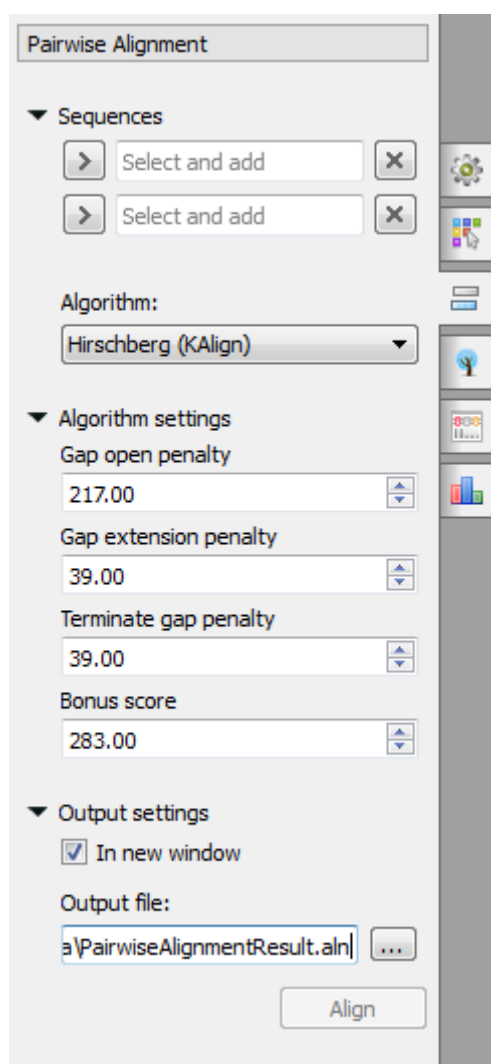 Pairwise Alignment
Sequences
Select and add
Select and add
Algorithm:
Hirschberg (KAlign)
Algorithm settings
Gap open penalty
217.00
Gap extension penalty
39.00
Terminate gap penalty
39.00
Bonus score
283.00
Output settings
In new window
Output file:
a\PairwiseAlignmentResult.aln ...
Align